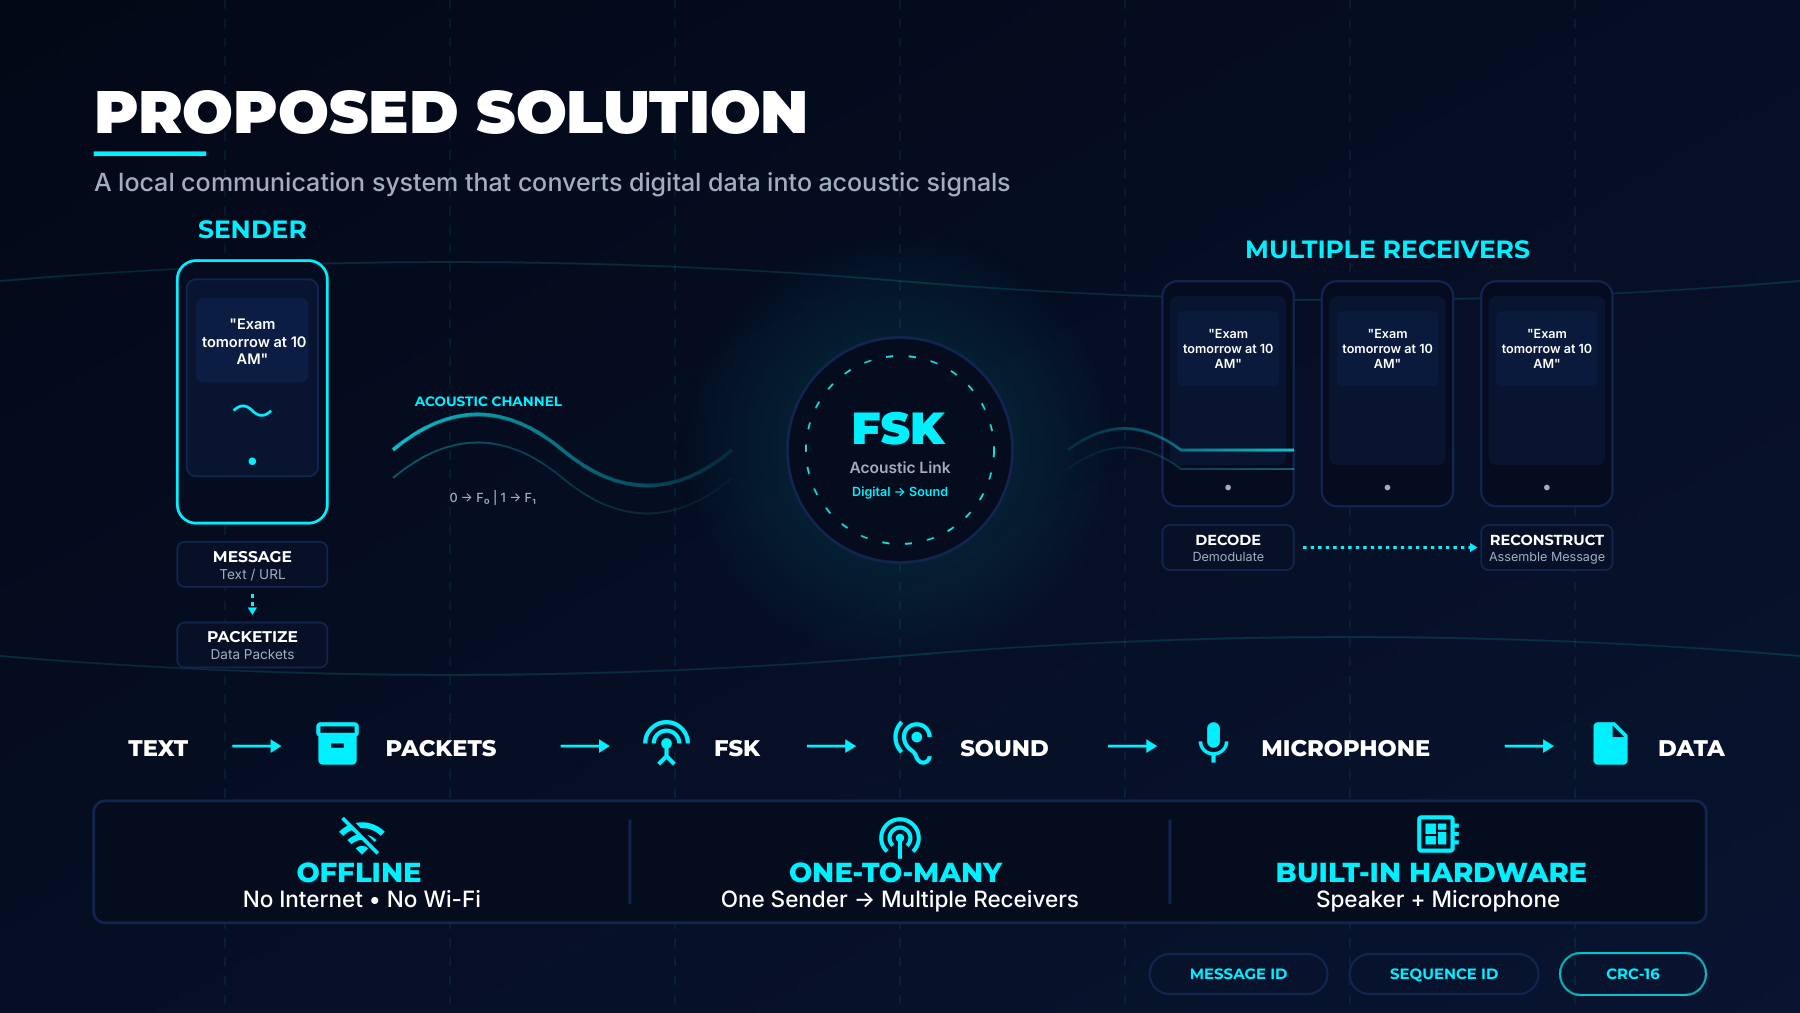 PROPOSED SOLUTION
A local communication system that converts digital data into acoustic signals
SENDER
"Exam
tomorrow at 10
AM"
MESSAGE
Text / URL
PACKETIZE
Data Packets
ACOUSTIC CHANNEL
0 → F₀ | 1 → F₁
FSK
Acoustic Link
Digital → Sound
MULTIPLE RECEIVERS
"Exam
tomorrow at 10
AM"
"Exam
tomorrow at 10
AM"
"Exam
tomorrow at 10
AM"
DECODE
Demodulate
RECONSTRUCT
Assemble Message
TEXT
PACKETS
FSK
SOUND
MICROPHONE
DATA
OFFLINE
No Internet • No Wi-Fi
ONE-TO-MANY
One Sender → Multiple Receivers
BUILT-IN HARDWARE
Speaker + Microphone
MESSAGE ID
SEQUENCE ID
CRC-16